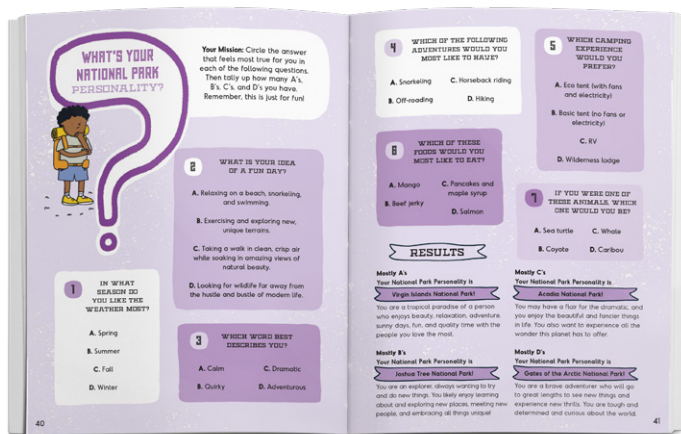 WHAT'S YOUR
NATIONAL PARK
PERSONALITY?
Your Mission: Circle the answer
that feels most true for you in
each of the following questions.
Then tally up how many A's,
B's, C's, and D's you have.
Remember, this is just for fun!
1
IN WHAT
SEASON DO
YOU LIKE THE
WEATHER MOST?
A. Spring
B. Summer
C. Fall
D. Winter
2
WHAT IS YOUR IDEA
OF A FUN DAY?
A. Relaxing on a beach, snorkeling,
and swimming.
B. Exercising and exploring new,
unique terrains.
C. Taking a walk in clean, crisp air
while soaking in amazing views of
natural beauty.
D. Looking for wildlife far away from
the hustle and bustle of modern life.
3
WHICH WORD BEST
DESCRIBES YOU?
A. Calm
B. Quirky
C. Dramatic
D. Adventurous
40
4
WHICH OF THE FOLLOWING
ADVENTURES WOULD YOU
MOST LIKE TO HAVE?
A. Snorkeling
B. Off-roading
C. Horseback riding
D. Hiking
5
WHICH CAMPING
EXPERIENCE
WOULD YOU
PREFER?
A. Eco tent (with fans
and electricity)
B. Basic tent (no fans or
electricity)
C. RV
D. Wilderness lodge
6
WHICH OF THESE
FOODS WOULD YOU
MOST LIKE TO EAT?
A. Mango
B. Beef jerky
C. Pancakes and
maple syrup
D. Salmon
7
IF YOU WERE ONE OF
THESE ANIMALS, WHICH
ONE WOULD YOU BE?
A. Sea turtle
B. Coyote
C. Whale
D. Caribou
RESULTS
Mostly A's
Your National Park Personality is
Virgin Islands National Park!
You are a tropical paradise of a person
who enjoys beauty, relaxation, adventure,
sunny days, fun, and quality time with the
people you love the most.
Mostly B's
Your National Park Personality is
Joshua Tree National Park!
You are an explorer, always wanting to try
and do new things. You likely enjoy learning
about and exploring new places, meeting new
people, and embracing all things unique!
Mostly C's
Your National Park Personality is
Acadia National Park!
You may have a flair for the dramatic, and
you enjoy the beautiful and fancier things
in life. You also want to experience all the
wonder this planet has to offer.
Mostly D's
Your National Park Personality is
Gates of the Arctic National Park!
You are a brave adventurer who will go
to great lengths to see new things and
experience new thrills. You are tough and
determined and curious about the world.
41